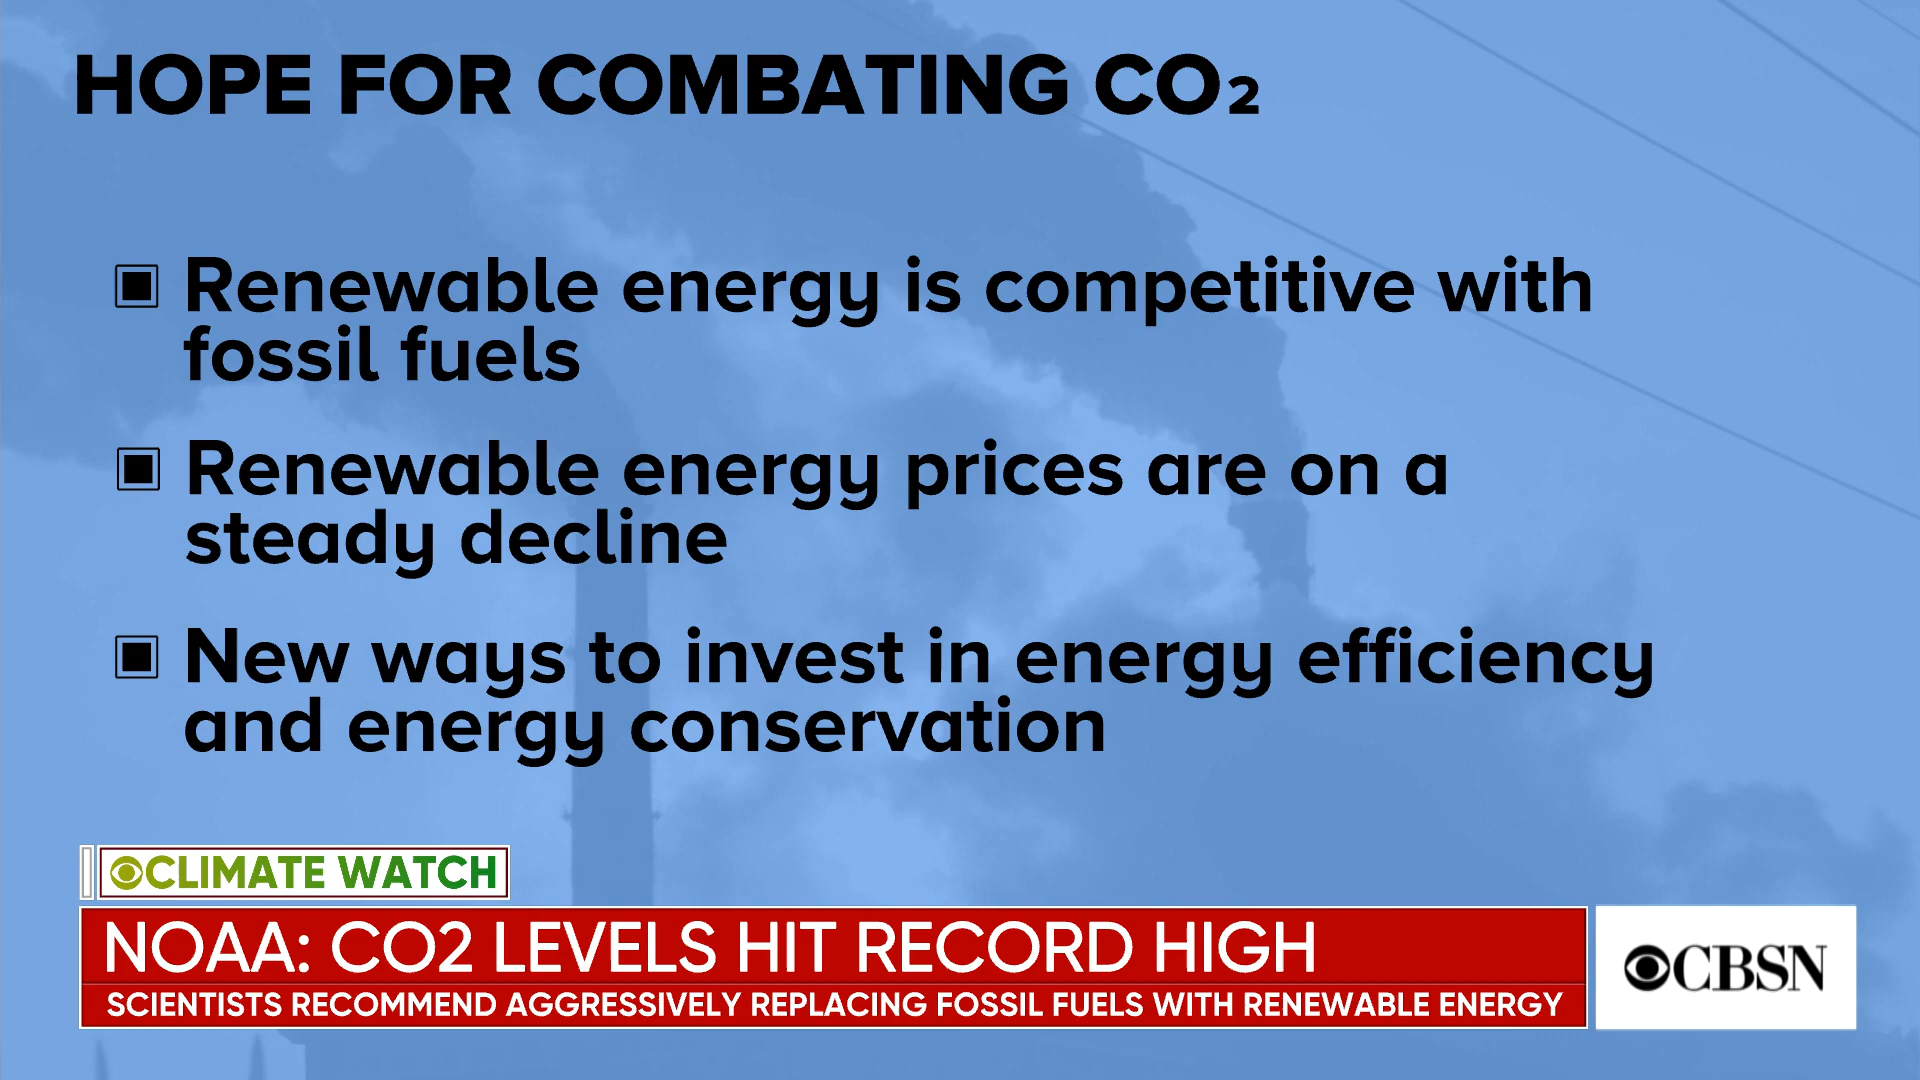 HOPE FOR COMBATING CO₂
▣ Renewable energy is competitive with
fossil fuels
▣ Renewable energy prices are on a
steady decline
▣ New ways to invest in energy efficiency
and energy conservation
CLIMATE WATCH
NOAA: CO2 LEVELS HIT RECORD HIGH
SCIENTISTS RECOMMEND AGGRESSIVELY REPLACING FOSSIL FUELS WITH RENEWABLE ENERGY
CBSN